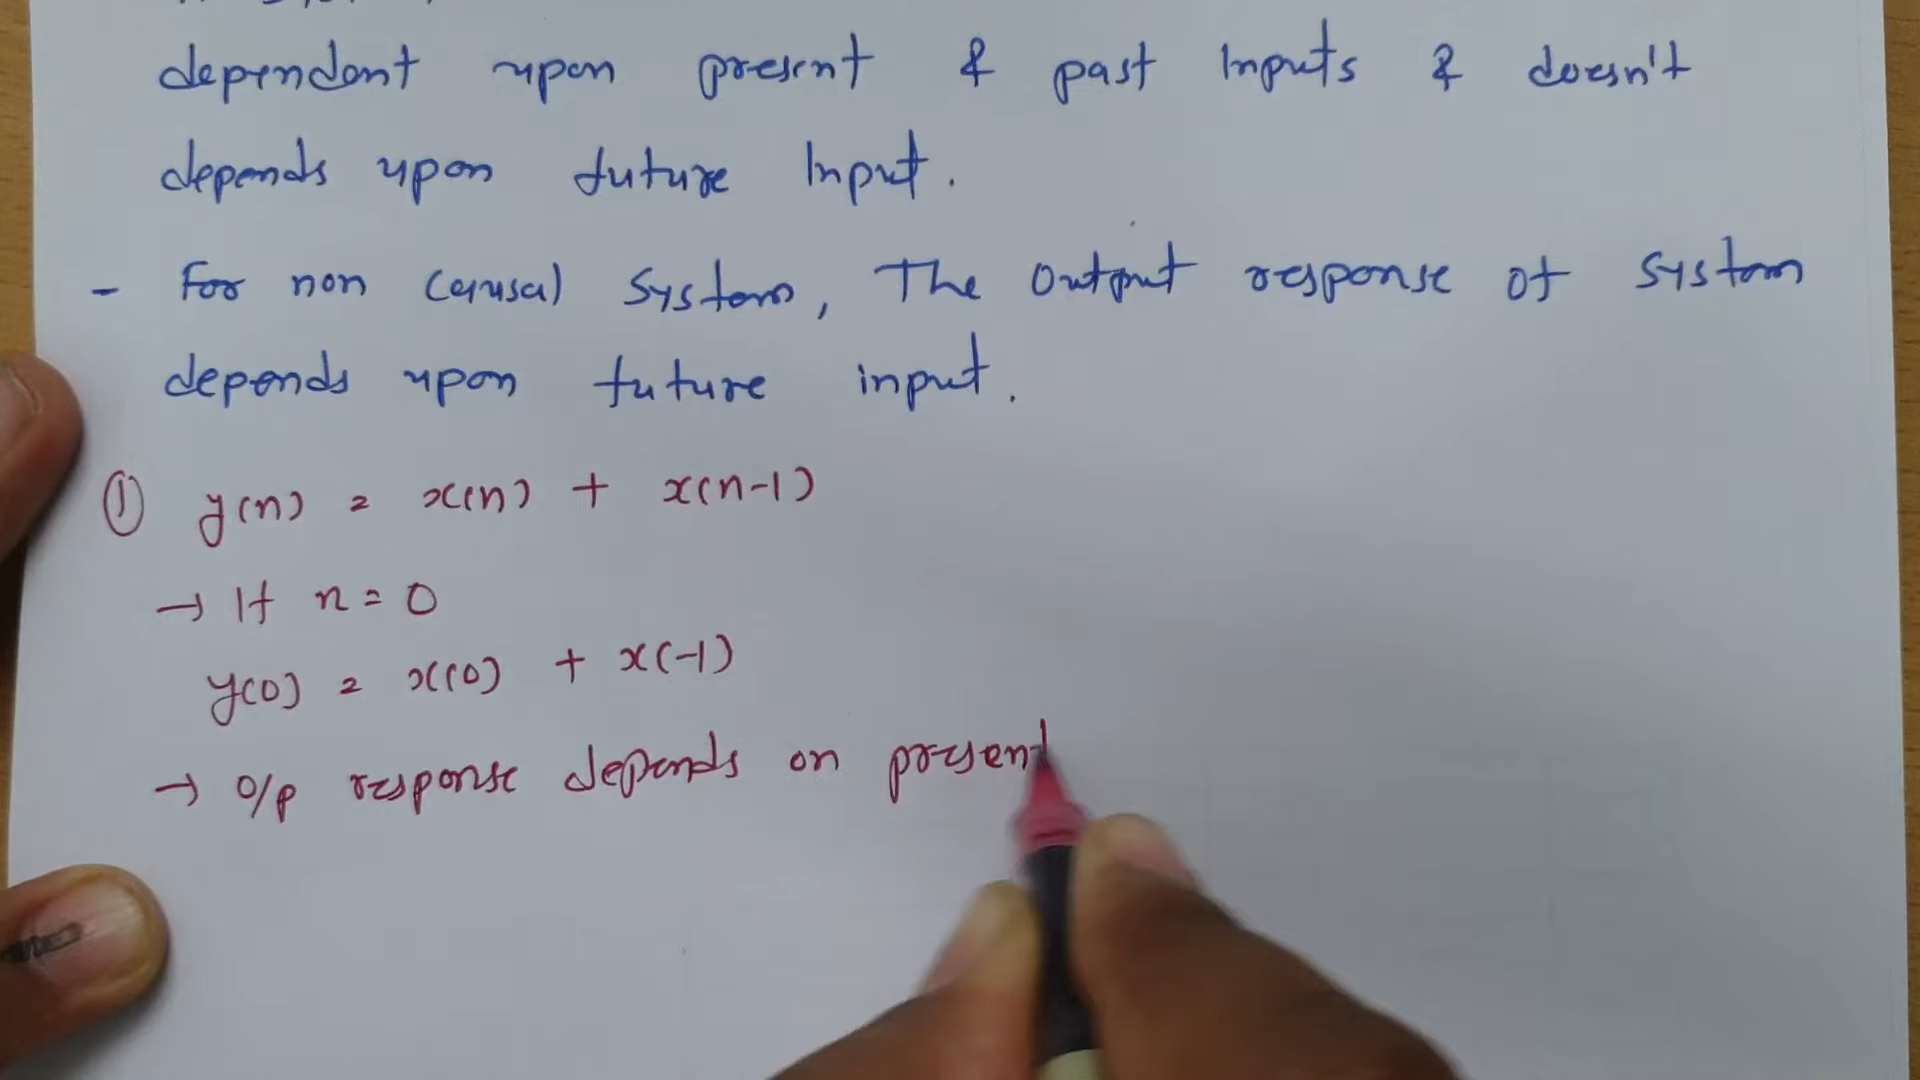 dependent upon present & past Inputs & doesn't
depends upon future Input.
- For non causal System, The Output response of System
depends upon future input.
① y(n) = x(n) + x(n-1)
→ If n = 0
y(0) = x(0) + x(-1)
→ O/P response depends on present